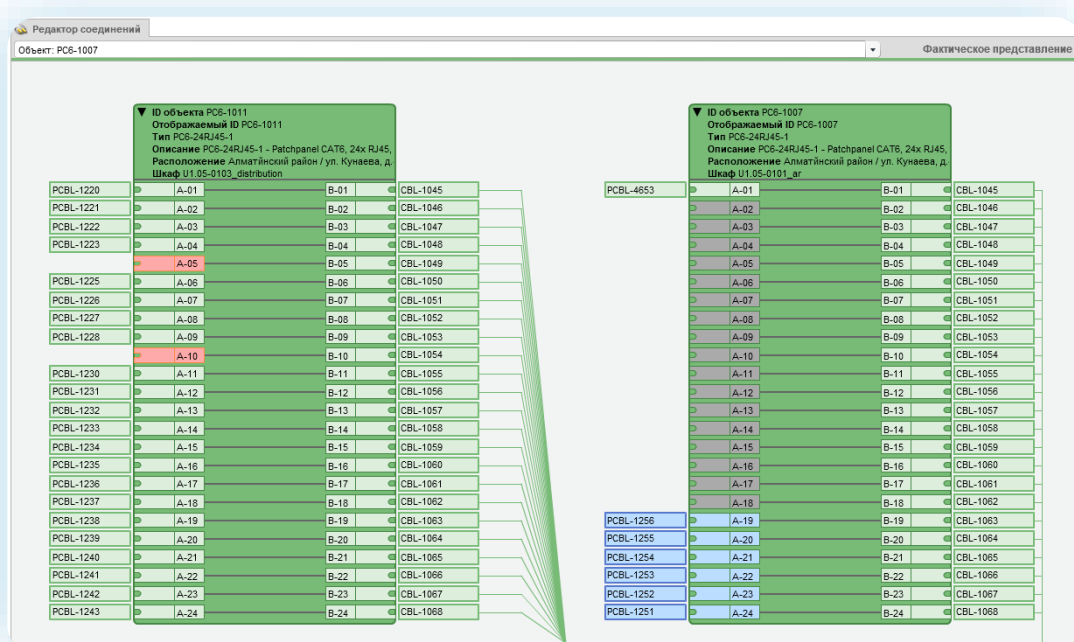 Редактор соединений
Объект: PC6-1007
Фактическое представление
ID объекта PC6-1011
Отображаемый ID PC6-1011
Тип PC6-24RJ45-1
Описание PC6-24RJ45-1 - Patchpanel CAT6, 24x RJ45,
Расположение Алматйнский район / ул. Кунаева, д.
Шкаф U1.05-0103_distribution
PCBL-1220 A-01 B-01 CBL-1045
PCBL-1221 A-02 B-02 CBL-1046
PCBL-1222 A-03 B-03 CBL-1047
PCBL-1223 A-04 B-04 CBL-1048
A-05 B-05 CBL-1049
PCBL-1225 A-06 B-06 CBL-1050
PCBL-1226 A-07 B-07 CBL-1051
PCBL-1227 A-08 B-08 CBL-1052
PCBL-1228 A-09 B-09 CBL-1053
A-10 B-10 CBL-1054
PCBL-1230 A-11 B-11 CBL-1055
PCBL-1231 A-12 B-12 CBL-1056
PCBL-1232 A-13 B-13 CBL-1057
PCBL-1233 A-14 B-14 CBL-1058
PCBL-1234 A-15 B-15 CBL-1059
PCBL-1235 A-16 B-16 CBL-1060
PCBL-1236 A-17 B-17 CBL-1061
PCBL-1237 A-18 B-18 CBL-1062
PCBL-1238 A-19 B-19 CBL-1063
PCBL-1239 A-20 B-20 CBL-1064
PCBL-1240 A-21 B-21 CBL-1065
PCBL-1241 A-22 B-22 CBL-1066
PCBL-1242 A-23 B-23 CBL-1067
PCBL-1243 A-24 B-24 CBL-1068
ID объекта PC6-1007
Отображаемый ID PC6-1007
Тип PC6-24RJ45-1
Описание PC6-24RJ45-1 - Patchpanel CAT6, 24x RJ45,
Расположение Алматйнский район / ул. Кунаева, д.
Шкаф U1.05-0101_ar
PCBL-4653 A-01 B-01 CBL-1045
A-02 B-02 CBL-1046
A-03 B-03 CBL-1047
A-04 B-04 CBL-1048
A-05 B-05 CBL-1049
A-06 B-06 CBL-1050
A-07 B-07 CBL-1051
A-08 B-08 CBL-1052
A-09 B-09 CBL-1053
A-10 B-10 CBL-1054
A-11 B-11 CBL-1055
A-12 B-12 CBL-1056
A-13 B-13 CBL-1057
A-14 B-14 CBL-1058
A-15 B-15 CBL-1059
A-16 B-16 CBL-1060
A-17 B-17 CBL-1061
A-18 B-18 CBL-1062
PCBL-1256 A-19 B-19 CBL-1063
PCBL-1255 A-20 B-20 CBL-1064
PCBL-1254 A-21 B-21 CBL-1065
PCBL-1253 A-22 B-22 CBL-1066
PCBL-1252 A-23 B-23 CBL-1067
PCBL-1251 A-24 B-24 CBL-1068